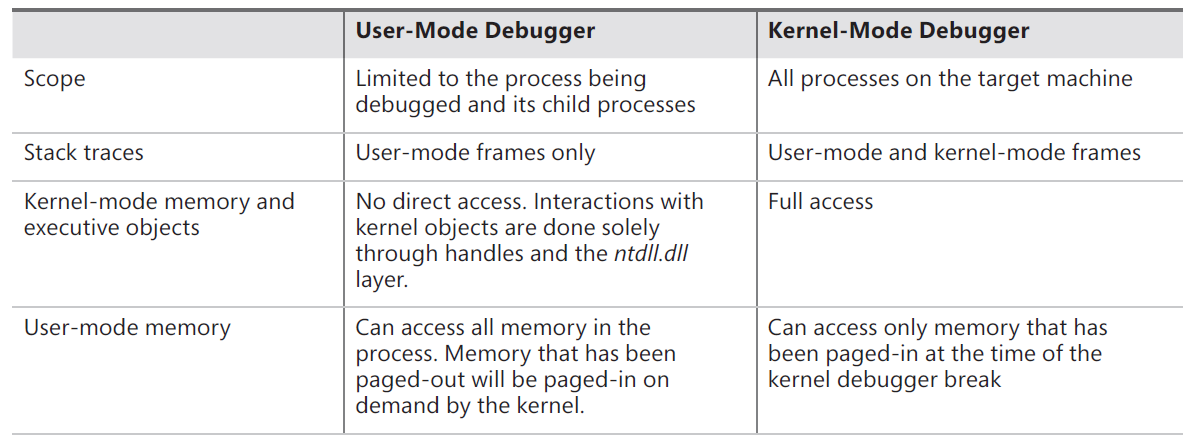 User-Mode Debugger Kernel-Mode Debugger
Scope Limited to the process being All processes on the target machine
debugged and its child processes
Stack traces User-mode frames only User-mode and kernel-mode frames
Kernel-mode memory and No direct access. Interactions with Full access
executive objects kernel objects are done solely
through handles and the ntdll.dll
layer.
User-mode memory Can access all memory in the Can access only memory that has
process. Memory that has been been paged-in at the time of the
paged-out will be paged-in on kernel debugger break
demand by the kernel.